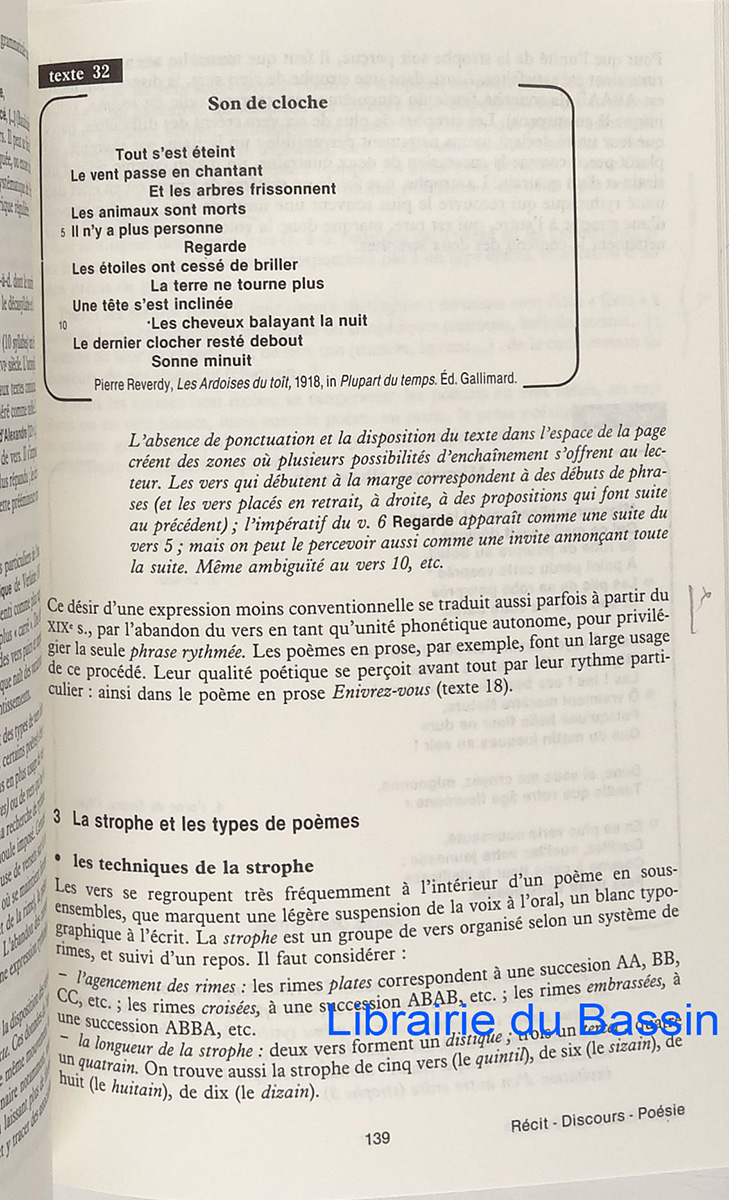 texte 32
Son de cloche
Tout s'est éteint
Le vent passe en chantant
Et les arbres frissonnent
Les animaux sont morts
5 Il n'y a plus personne
Regarde
Les étoiles ont cessé de briller
La terre ne tourne plus
Une tête s'est inclinée
10 Les cheveux balayant la nuit
Le dernier clocher resté debout
Sonne minuit
Pierre Reverdy, Les Ardoises du toit, 1918, in Plupart du temps. Éd. Gallimard.
L'absence de ponctuation et la disposition du texte dans l'espace de la page
créent des zones où plusieurs possibilités d'enchaînement s'offrent au lec-
teur. Les vers qui débutent à la marge correspondent à des débuts de phra-
ses (et les vers placés en retrait, à droite, à des propositions qui font suite
au précédent) ; l'impératif du v. 6 Regarde apparaît comme une suite du
vers 5 ; mais on peut le percevoir aussi comme une invite annonçant toute
la suite. Même ambiguïté au vers 10, etc.
Ce désir d'une expression moins conventionnelle se traduit aussi parfois à partir du
XIXe s., par l'abandon du vers en tant qu'unité phonétique autonome, pour privilé-
gier la seule phrase rythmée. Les poèmes en prose, par exemple, font un large usage
de ce procédé. Leur qualité poétique se perçoit avant tout par leur rythme parti-
culier : ainsi dans le poème en prose Enivrez-vous (texte 18).
3 La strophe et les types de poèmes
• les techniques de la strophe
Les vers se regroupent très fréquemment à l'intérieur d'un poème en sous-
ensembles, que marquent une légère suspension de la voix à l'oral, un blanc typo-
graphique à l'écrit. La strophe est un groupe de vers organisé selon un système de
rimes, et suivi d'un repos. Il faut considérer :
– l'agencement des rimes : les rimes plates correspondent à une succesion AA, BB,
CC, etc. ; les rimes croisées, à une succession ABAB, etc. ; les rimes embrassées, à
une succession ABBA, etc.
Librairie du Bassin
– la longueur de la strophe : deux vers forment un distique ; trois un quatre
un quatrain. On trouve aussi la strophe de cinq vers (le quintil), de six (le sizain), de
huit (le huitain), de dix (le dizain).
139
Récit - Discours - Poésie